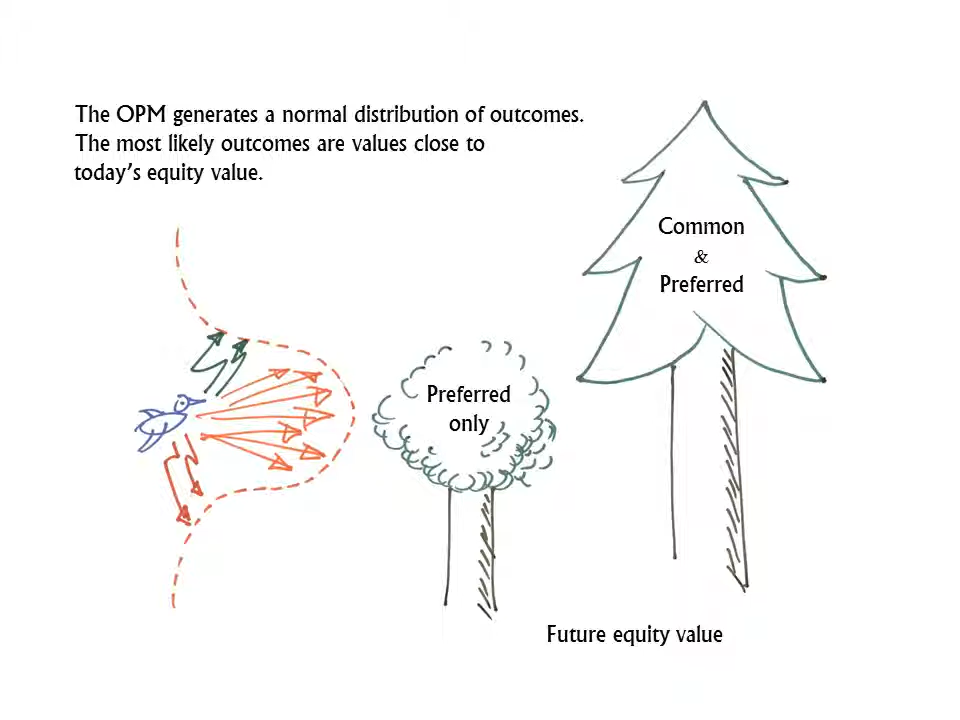 The OPM generates a normal distribution of outcomes.
The most likely outcomes are values close to
today's equity value.
Common
&
Preferred
Preferred
only
Future equity value